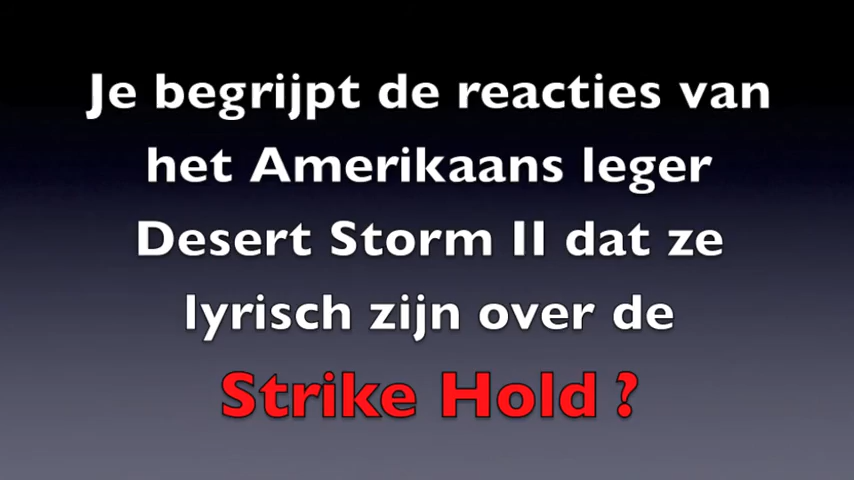 Je begrijpt de reacties van
het Amerikaans leger
Desert Storm II dat ze
lyrisch zijn over de
Strike Hold ?